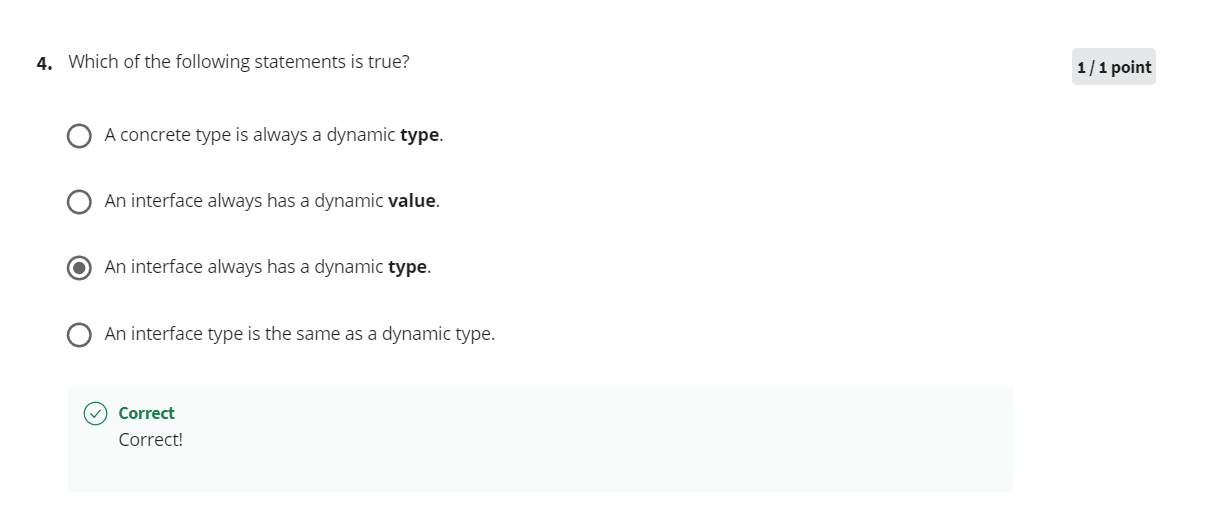 4. Which of the following statements is true?
1 / 1 point
A concrete type is always a dynamic type.
An interface always has a dynamic value.
An interface always has a dynamic type.
An interface type is the same as a dynamic type.
Correct
Correct!